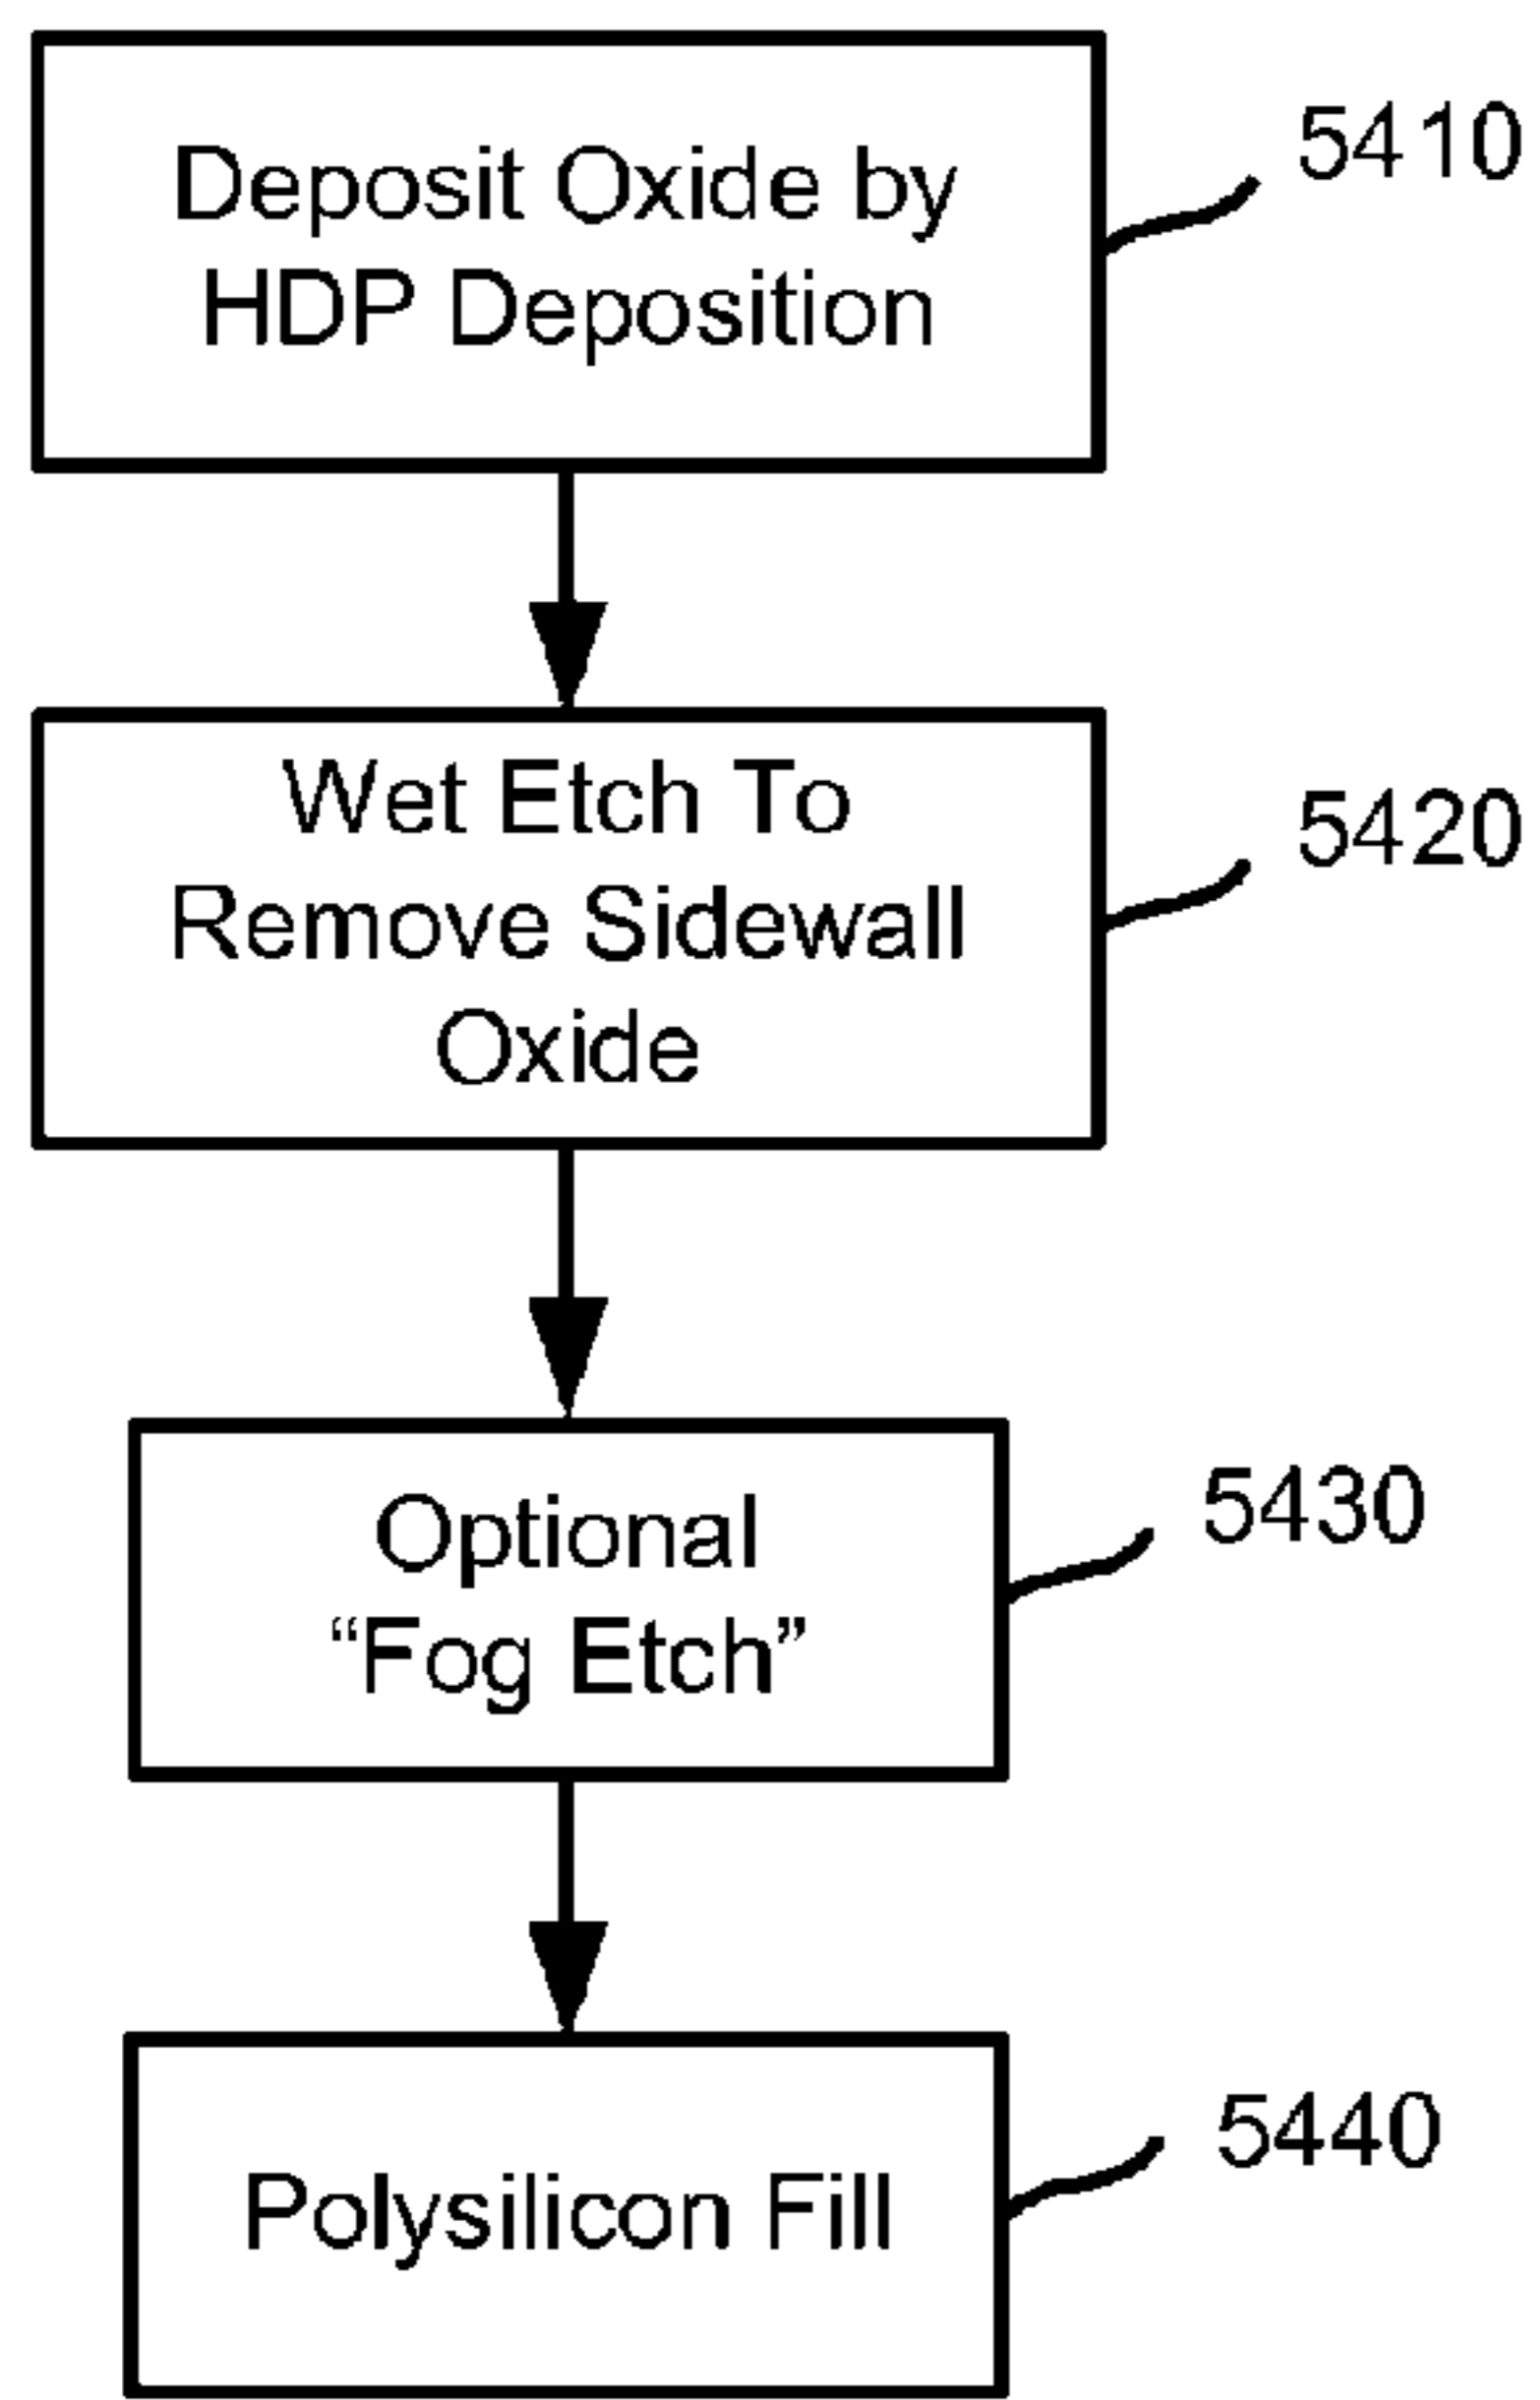 Deposit Oxide by
HDP Deposition
5410
Wet Etch To
Remove Sidewall
Oxide
5420
Optional
“Fog Etch”
5430
Polysilicon Fill
5440